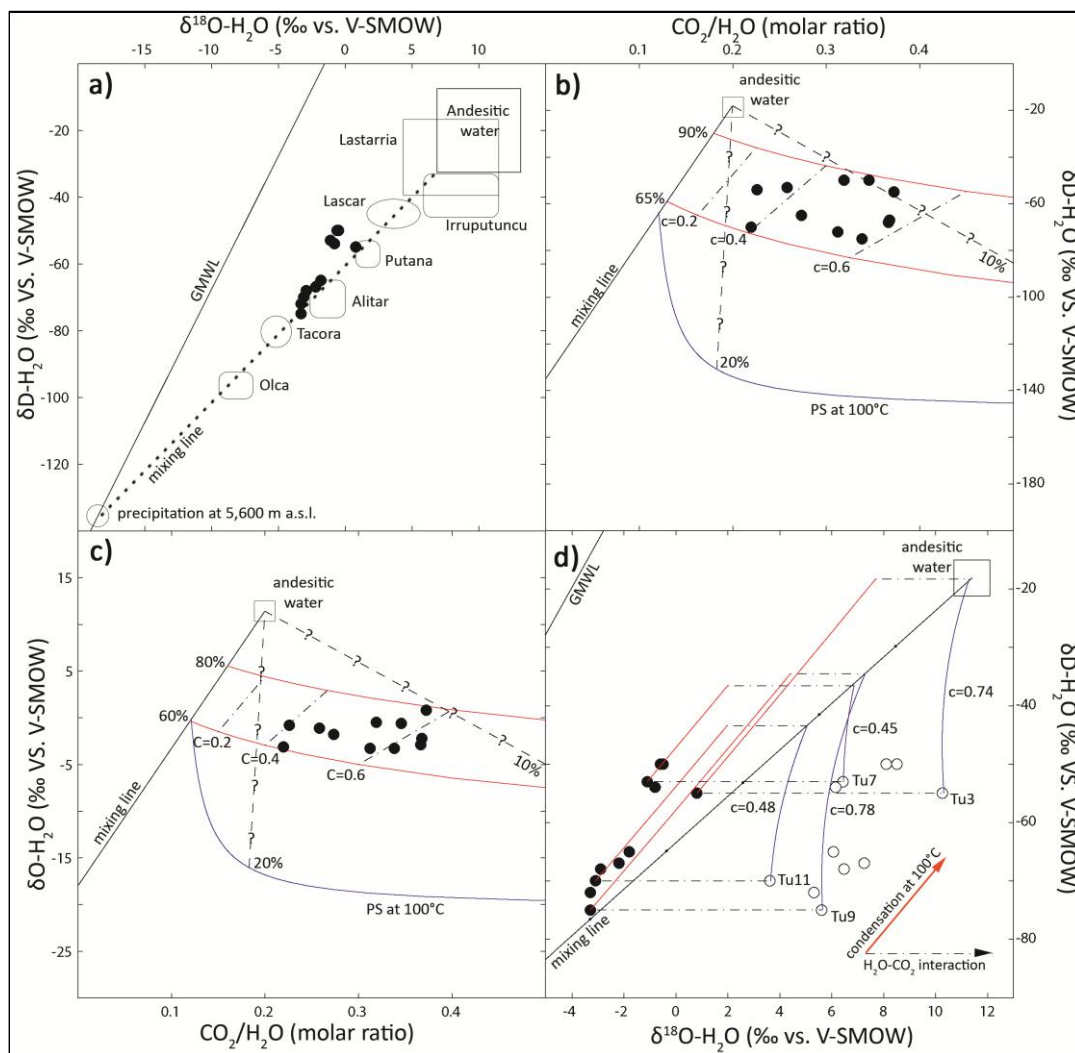 δ¹⁸O-H₂O (‰ vs. V-SMOW)
-15 -10 -5 0 5 10
a)
δD-H₂O (‰ VS. V-SMOW)
-20
-40
-60
-80
-100
-120
GMWL
Andesitic
water
Lastarria
Lascar
Irruputuncu
Putana
Alitar
Tacora
Olca
mixing line
precipitation at 5,600 m a.s.l.
CO₂/H₂O (molar ratio)
0.1 0.2 0.3 0.4
b)
andesitic
water
90%
65%
c=0.2
c=0.4
c=0.6
? ? ? ? ? ? ?
10%
20%
mixing line
PS at 100°C
-20
-60
-100
-140
-180
δD-H₂O (‰ VS. V-SMOW)
c)
δO-H₂O (‰ VS. V-SMOW)
15
5
-5
-15
-25
andesitic
water
80%
60%
C=0.2
C=0.4
C=0.6
? ? ? ? ? ? ?
10%
20%
mixing line
PS at 100°C
0.1 0.2 0.3 0.4
CO₂/H₂O (molar ratio)
d)
GMWL
andesitic
water
c=0.74
c=0.45
Tu7
c=0.78
Tu3
c=0.48
Tu11
Tu9
mixing line
condensation at 100°C
H₂O-CO₂ interaction
-20
-40
-60
-80
δD-H₂O (‰ VS. V-SMOW)
-4 -2 0 2 4 6 8 10 12
δ¹⁸O-H₂O (‰ vs. V-SMOW)